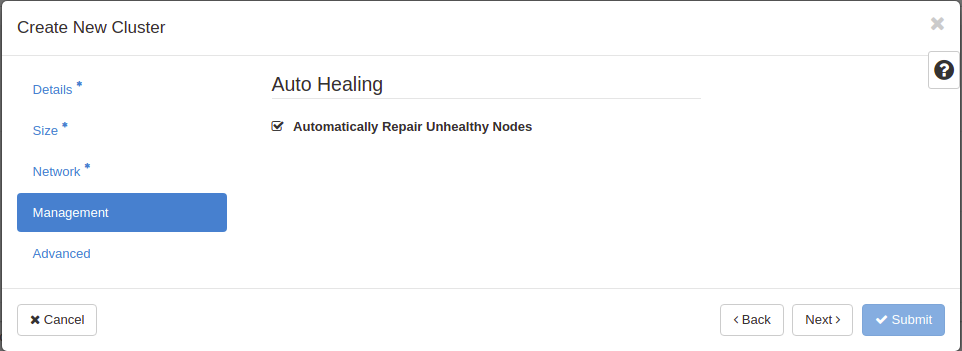 Create New Cluster
Details *
Size *
Network *
Management
Advanced
Auto Healing
Automatically Repair Unhealthy Nodes
Cancel
Back
Next
Submit